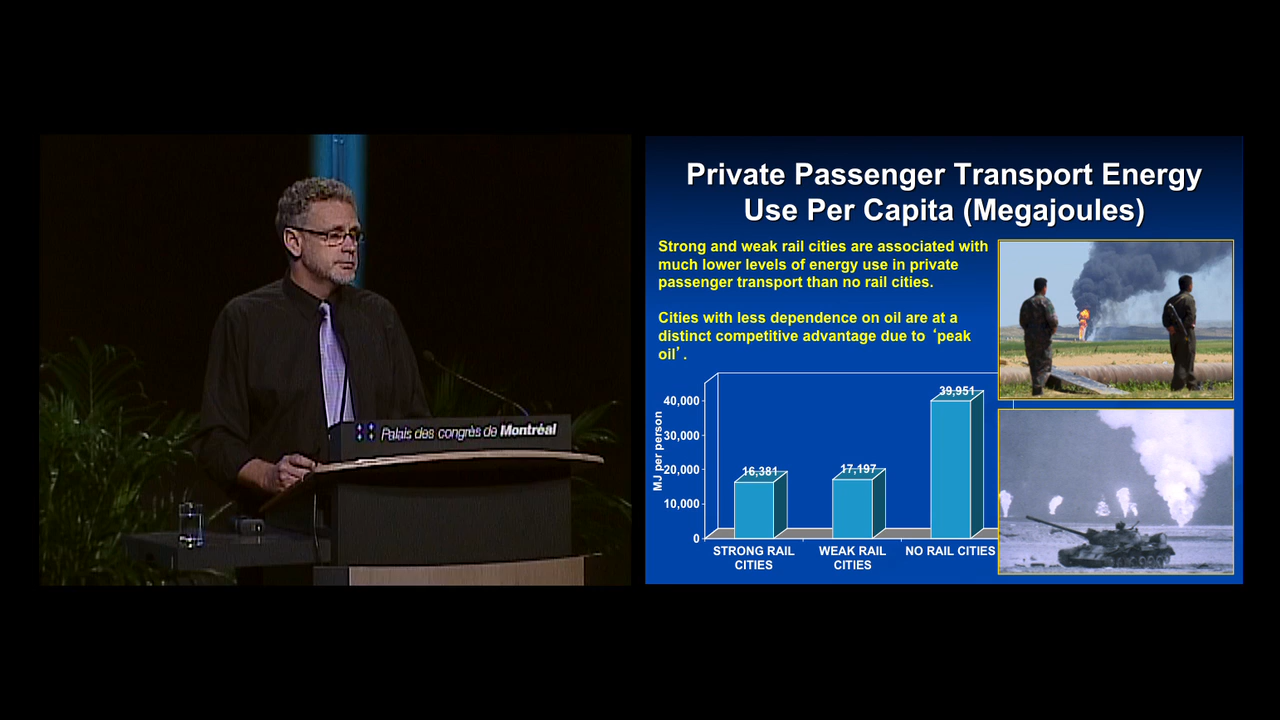 Palais des congrès de Montréal
Private Passenger Transport Energy
Use Per Capita (Megajoules)
Strong and weak rail cities are associated with
much lower levels of energy use in private
passenger transport than no rail cities.
Cities with less dependence on oil are at a
distinct competitive advantage due to ‘peak
oil’.
MJ per person
40,000
30,000
20,000
10,000
0
16,381
17,197
39,951
STRONG RAIL
CITIES
WEAK RAIL
CITIES
NO RAIL CITIES